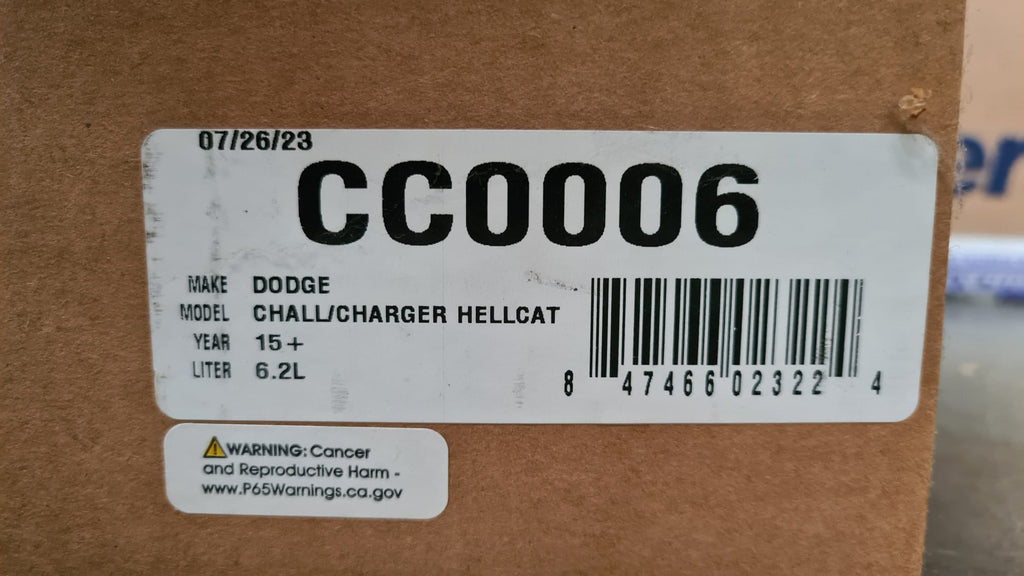 07/26/23
CC0006
MAKE DODGE
MODEL CHALL/CHARGER HELLCAT
YEAR 15+
LITER 6.2L
8 47466 02322 4
WARNING: Cancer
and Reproductive Harm -
www.P65Warnings.ca.gov
er